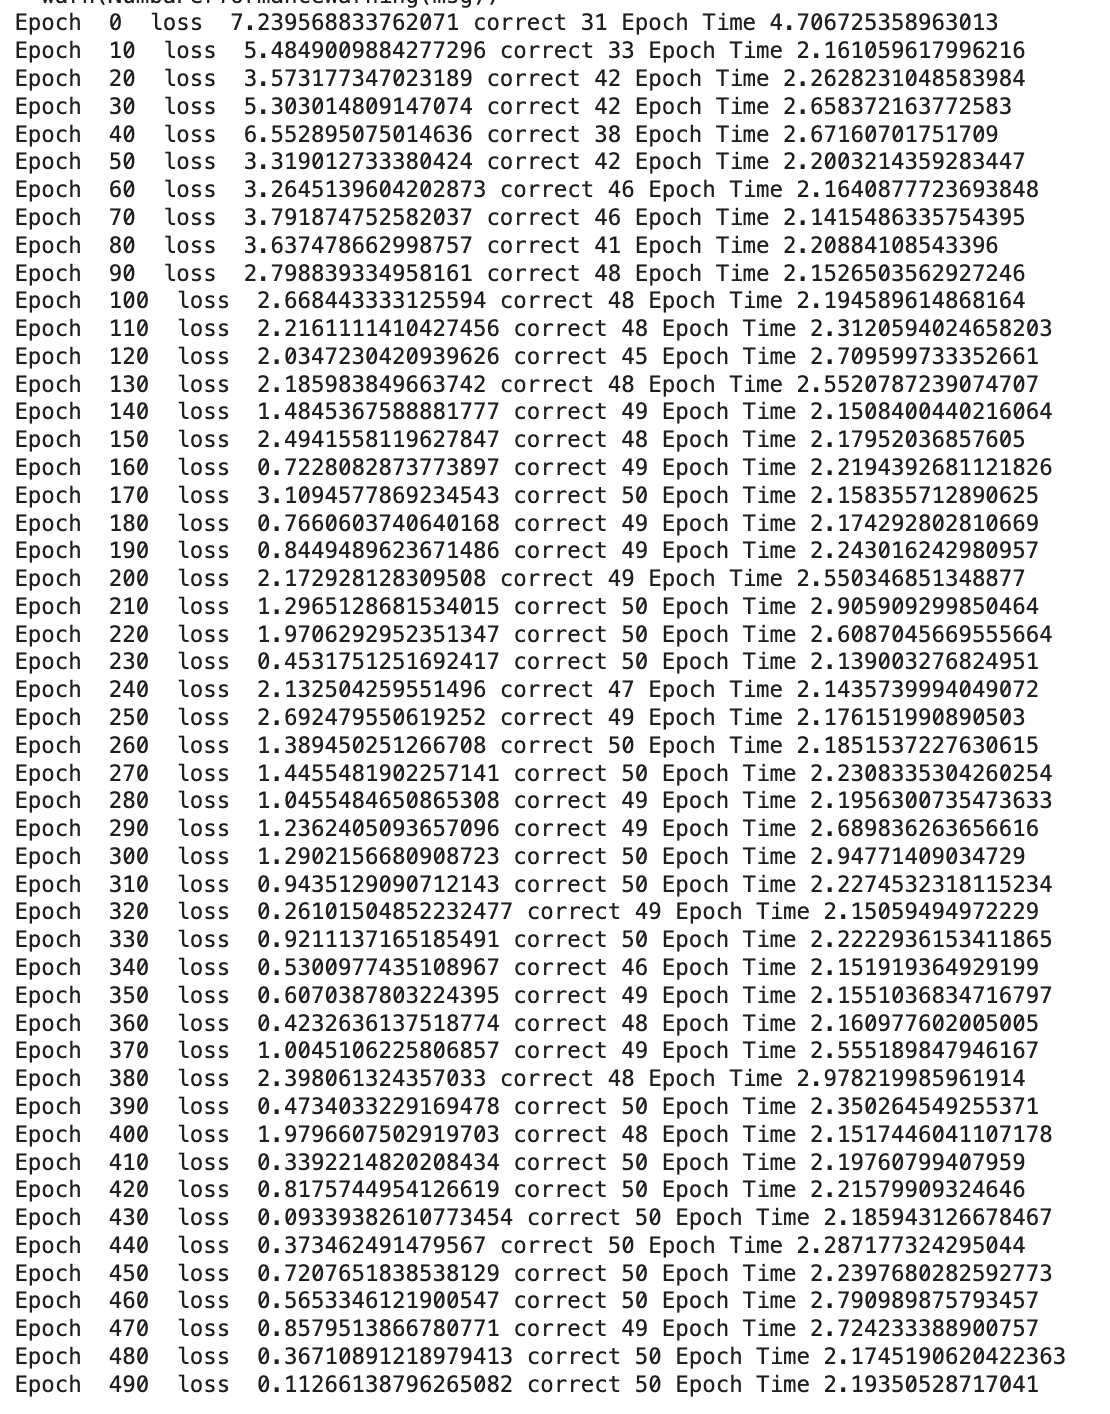 warn(NumbaPerformanceWarning(msg))
Epoch  0  loss  7.239568833762071 correct 31 Epoch Time 4.706725358963013
Epoch  10  loss  5.4849009884277296 correct 33 Epoch Time 2.161059617996216
Epoch  20  loss  3.573177347023189 correct 42 Epoch Time 2.2628231048583984
Epoch  30  loss  5.303014809147074 correct 42 Epoch Time 2.658372163772583
Epoch  40  loss  6.552895075014636 correct 38 Epoch Time 2.67160701751709
Epoch  50  loss  3.319012733380424 correct 42 Epoch Time 2.2003214359283447
Epoch  60  loss  3.2645139604202873 correct 46 Epoch Time 2.1640877723693848
Epoch  70  loss  3.791874752582037 correct 46 Epoch Time 2.1415486335754395
Epoch  80  loss  3.637478662998757 correct 41 Epoch Time 2.20884108543396
Epoch  90  loss  2.798839334958161 correct 48 Epoch Time 2.1526503562927246
Epoch  100  loss  2.668443333125594 correct 48 Epoch Time 2.194589614868164
Epoch  110  loss  2.2161111410427456 correct 48 Epoch Time 2.3120594024658203
Epoch  120  loss  2.0347230420939626 correct 45 Epoch Time 2.709599733352661
Epoch  130  loss  2.185983849663742 correct 48 Epoch Time 2.5520787239074707
Epoch  140  loss  1.4845367588881777 correct 49 Epoch Time 2.1508400440216064
Epoch  150  loss  2.4941558119627847 correct 48 Epoch Time 2.17952036857605
Epoch  160  loss  0.7228082873773897 correct 49 Epoch Time 2.2194392681121826
Epoch  170  loss  3.1094577869234543 correct 50 Epoch Time 2.158355712890625
Epoch  180  loss  0.7660603740640168 correct 49 Epoch Time 2.174292802810669
Epoch  190  loss  0.8449489623671486 correct 49 Epoch Time 2.243016242980957
Epoch  200  loss  2.172928128309508 correct 49 Epoch Time 2.550346851348877
Epoch  210  loss  1.2965128681534015 correct 50 Epoch Time 2.905909299850464
Epoch  220  loss  1.9706292952351347 correct 50 Epoch Time 2.6087045669555664
Epoch  230  loss  0.4531751251692417 correct 50 Epoch Time 2.139003276824951
Epoch  240  loss  2.132504259551496 correct 47 Epoch Time 2.1435739994049072
Epoch  250  loss  2.692479550619252 correct 49 Epoch Time 2.176151990890503
Epoch  260  loss  1.389450251266708 correct 50 Epoch Time 2.1851537227630615
Epoch  270  loss  1.4455481902257141 correct 50 Epoch Time 2.2308335304260254
Epoch  280  loss  1.0455484650865308 correct 49 Epoch Time 2.1956300735473633
Epoch  290  loss  1.2362405093657096 correct 49 Epoch Time 2.689836263656616
Epoch  300  loss  1.2902156680908723 correct 50 Epoch Time 2.94771409034729
Epoch  310  loss  0.9435129090712143 correct 50 Epoch Time 2.2274532318115234
Epoch  320  loss  0.26101504852232477 correct 49 Epoch Time 2.15059494972229
Epoch  330  loss  0.9211137165185491 correct 50 Epoch Time 2.2222936153411865
Epoch  340  loss  0.5300977435108967 correct 46 Epoch Time 2.151919364929199
Epoch  350  loss  0.6070387803224395 correct 49 Epoch Time 2.1551036834716797
Epoch  360  loss  0.4232636137518774 correct 48 Epoch Time 2.160977602005005
Epoch  370  loss  1.0045106225806857 correct 49 Epoch Time 2.555189847946167
Epoch  380  loss  2.398061324357033 correct 48 Epoch Time 2.978219985961914
Epoch  390  loss  0.4734033229169478 correct 50 Epoch Time 2.350264549255371
Epoch  400  loss  1.9796607502919703 correct 48 Epoch Time 2.1517446041107178
Epoch  410  loss  0.3392214820208434 correct 50 Epoch Time 2.19760799407959
Epoch  420  loss  0.8175744954126619 correct 50 Epoch Time 2.21579909324646
Epoch  430  loss  0.09339382610773454 correct 50 Epoch Time 2.185943126678467
Epoch  440  loss  0.373462491479567 correct 50 Epoch Time 2.287177324295044
Epoch  450  loss  0.7207651838538129 correct 50 Epoch Time 2.2397680282592773
Epoch  460  loss  0.5653346121900547 correct 50 Epoch Time 2.790989875793457
Epoch  470  loss  0.8579513866780771 correct 49 Epoch Time 2.724233388900757
Epoch  480  loss  0.36710891218979413 correct 50 Epoch Time 2.1745190620422363
Epoch  490  loss  0.11266138796265082 correct 50 Epoch Time 2.19350528717041